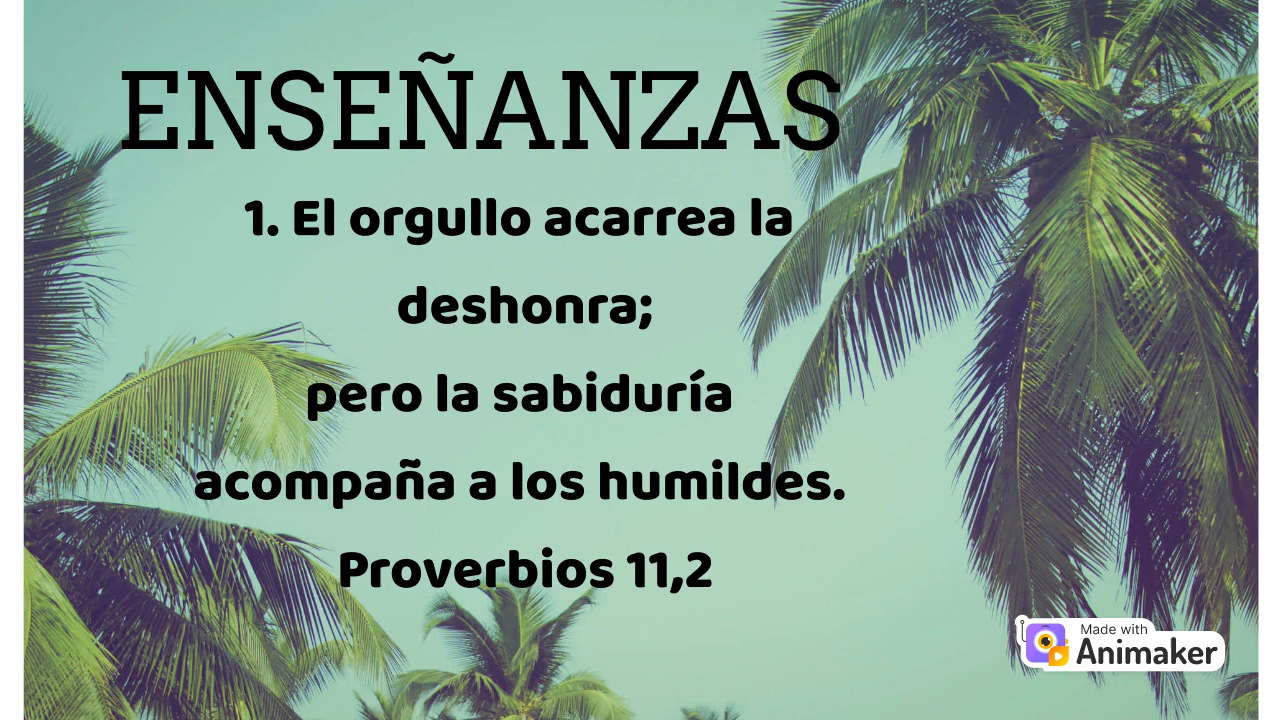 ENSEÑANZAS
1. El orgullo acarrea la
deshonra;
pero la sabiduría
acompaña a los humildes.
Proverbios 11,2
Made with
Animaker